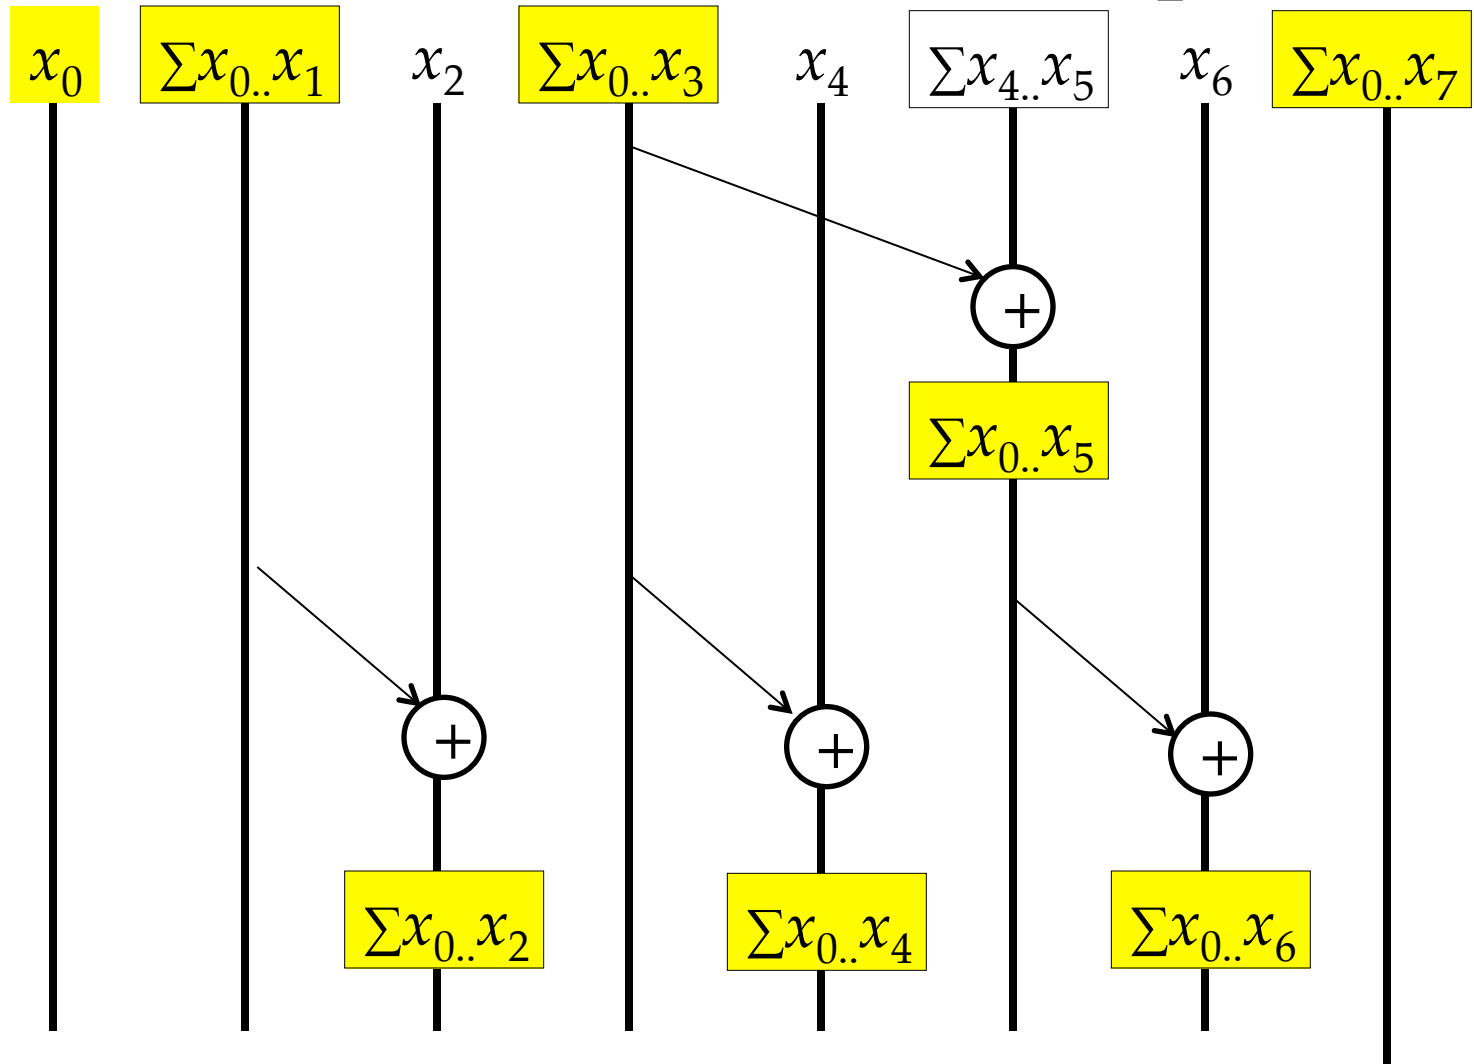 x₀ ∑x₀..x₁ x₂ ∑x₀..x₃ x₄ ∑x₄..x₅ x₆ ∑x₀..x₇
+
∑x₀..x₅
+ + +
∑x₀..x₂ ∑x₀..x₄ ∑x₀..x₆